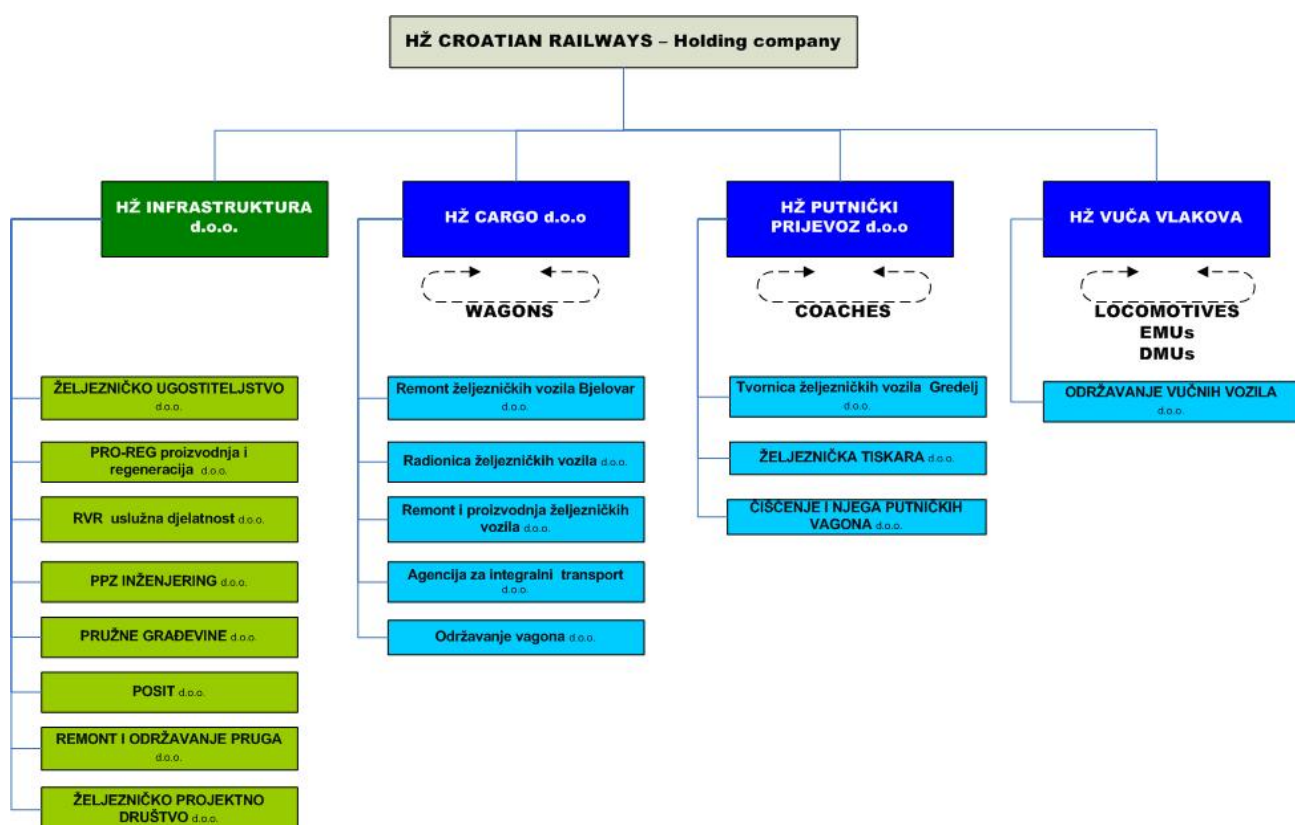 HŽ CROATIAN RAILWAYS – Holding company
HŽ INFRASTRUKTURA
d.o.o.
HŽ CARGO d.o.o
HŽ PUTNIČKI
PRIJEVOZ d.o.o
HŽ VUČA VLAKOVA
WAGONS
COACHES
LOCOMOTIVES
EMUs
DMUs
ŽELJEZNIČKO UGOSTITELJSTVO
d.o.o.
PRO-REG proizvodnja i
regeneracija d.o.o.
RVR uslužna djelatnost d.o.o.
PPZ INŽENJERING d.o.o.
PRUŽNE GRAĐEVINE d.o.o.
POSIT d.o.o.
REMONT I ODRŽAVANJE PRUGA
d.o.o.
ŽELJEZNIČKO PROJEKTNO
DRUŠTVO d.o.o.
Remont željezničkih vozila Bjelovar
d.o.o.
Radionica željezničkih vozila d.o.o.
Remont i proizvodnja željezničkih
vozila d.o.o.
Agencija za integralni transport
d.o.o.
Održavanje vagona d.o.o.
Tvornica željezničkih vozila Gredelj
d.o.o.
ŽELJEZNIČKA TISKARA d.o.o.
ČIŠĆENJE I NJEGA PUTNIČKIH
VAGONA d.o.o.
ODRŽAVANJE VUČNIH VOZILA
d.o.o.